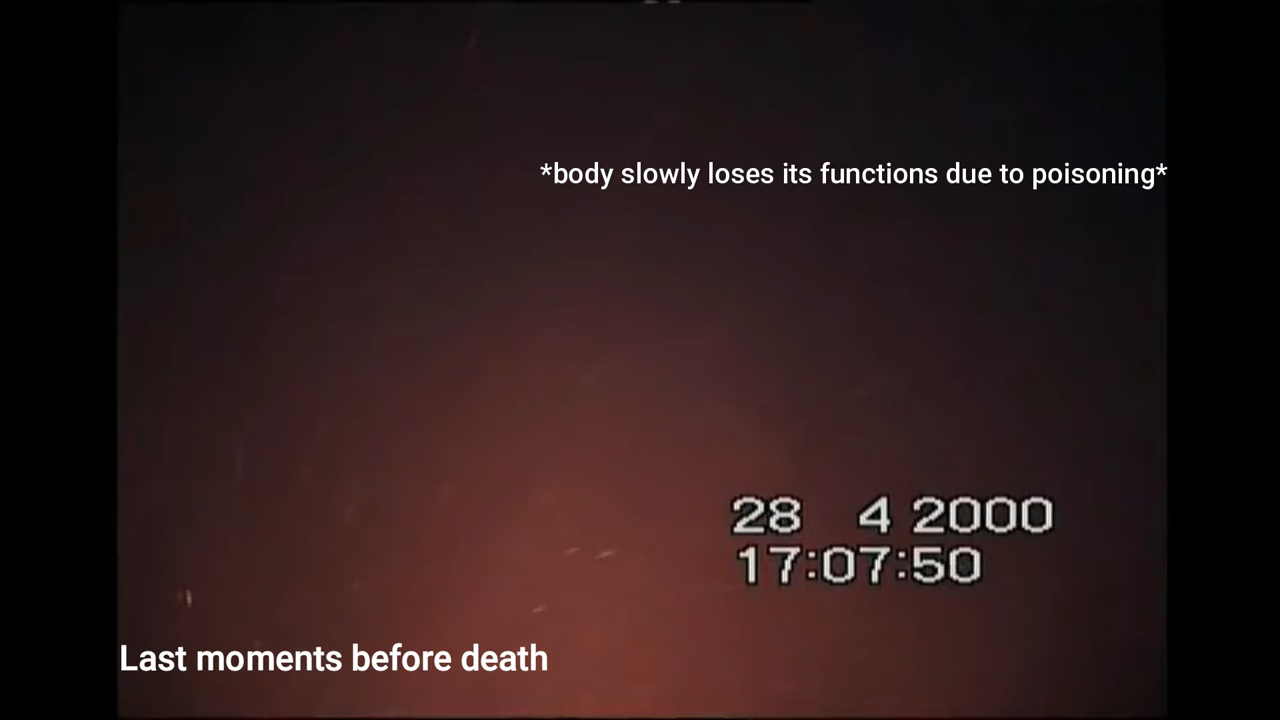 *body slowly loses its functions due to poisoning*
28 4 2000
17:07:50
Last moments before death